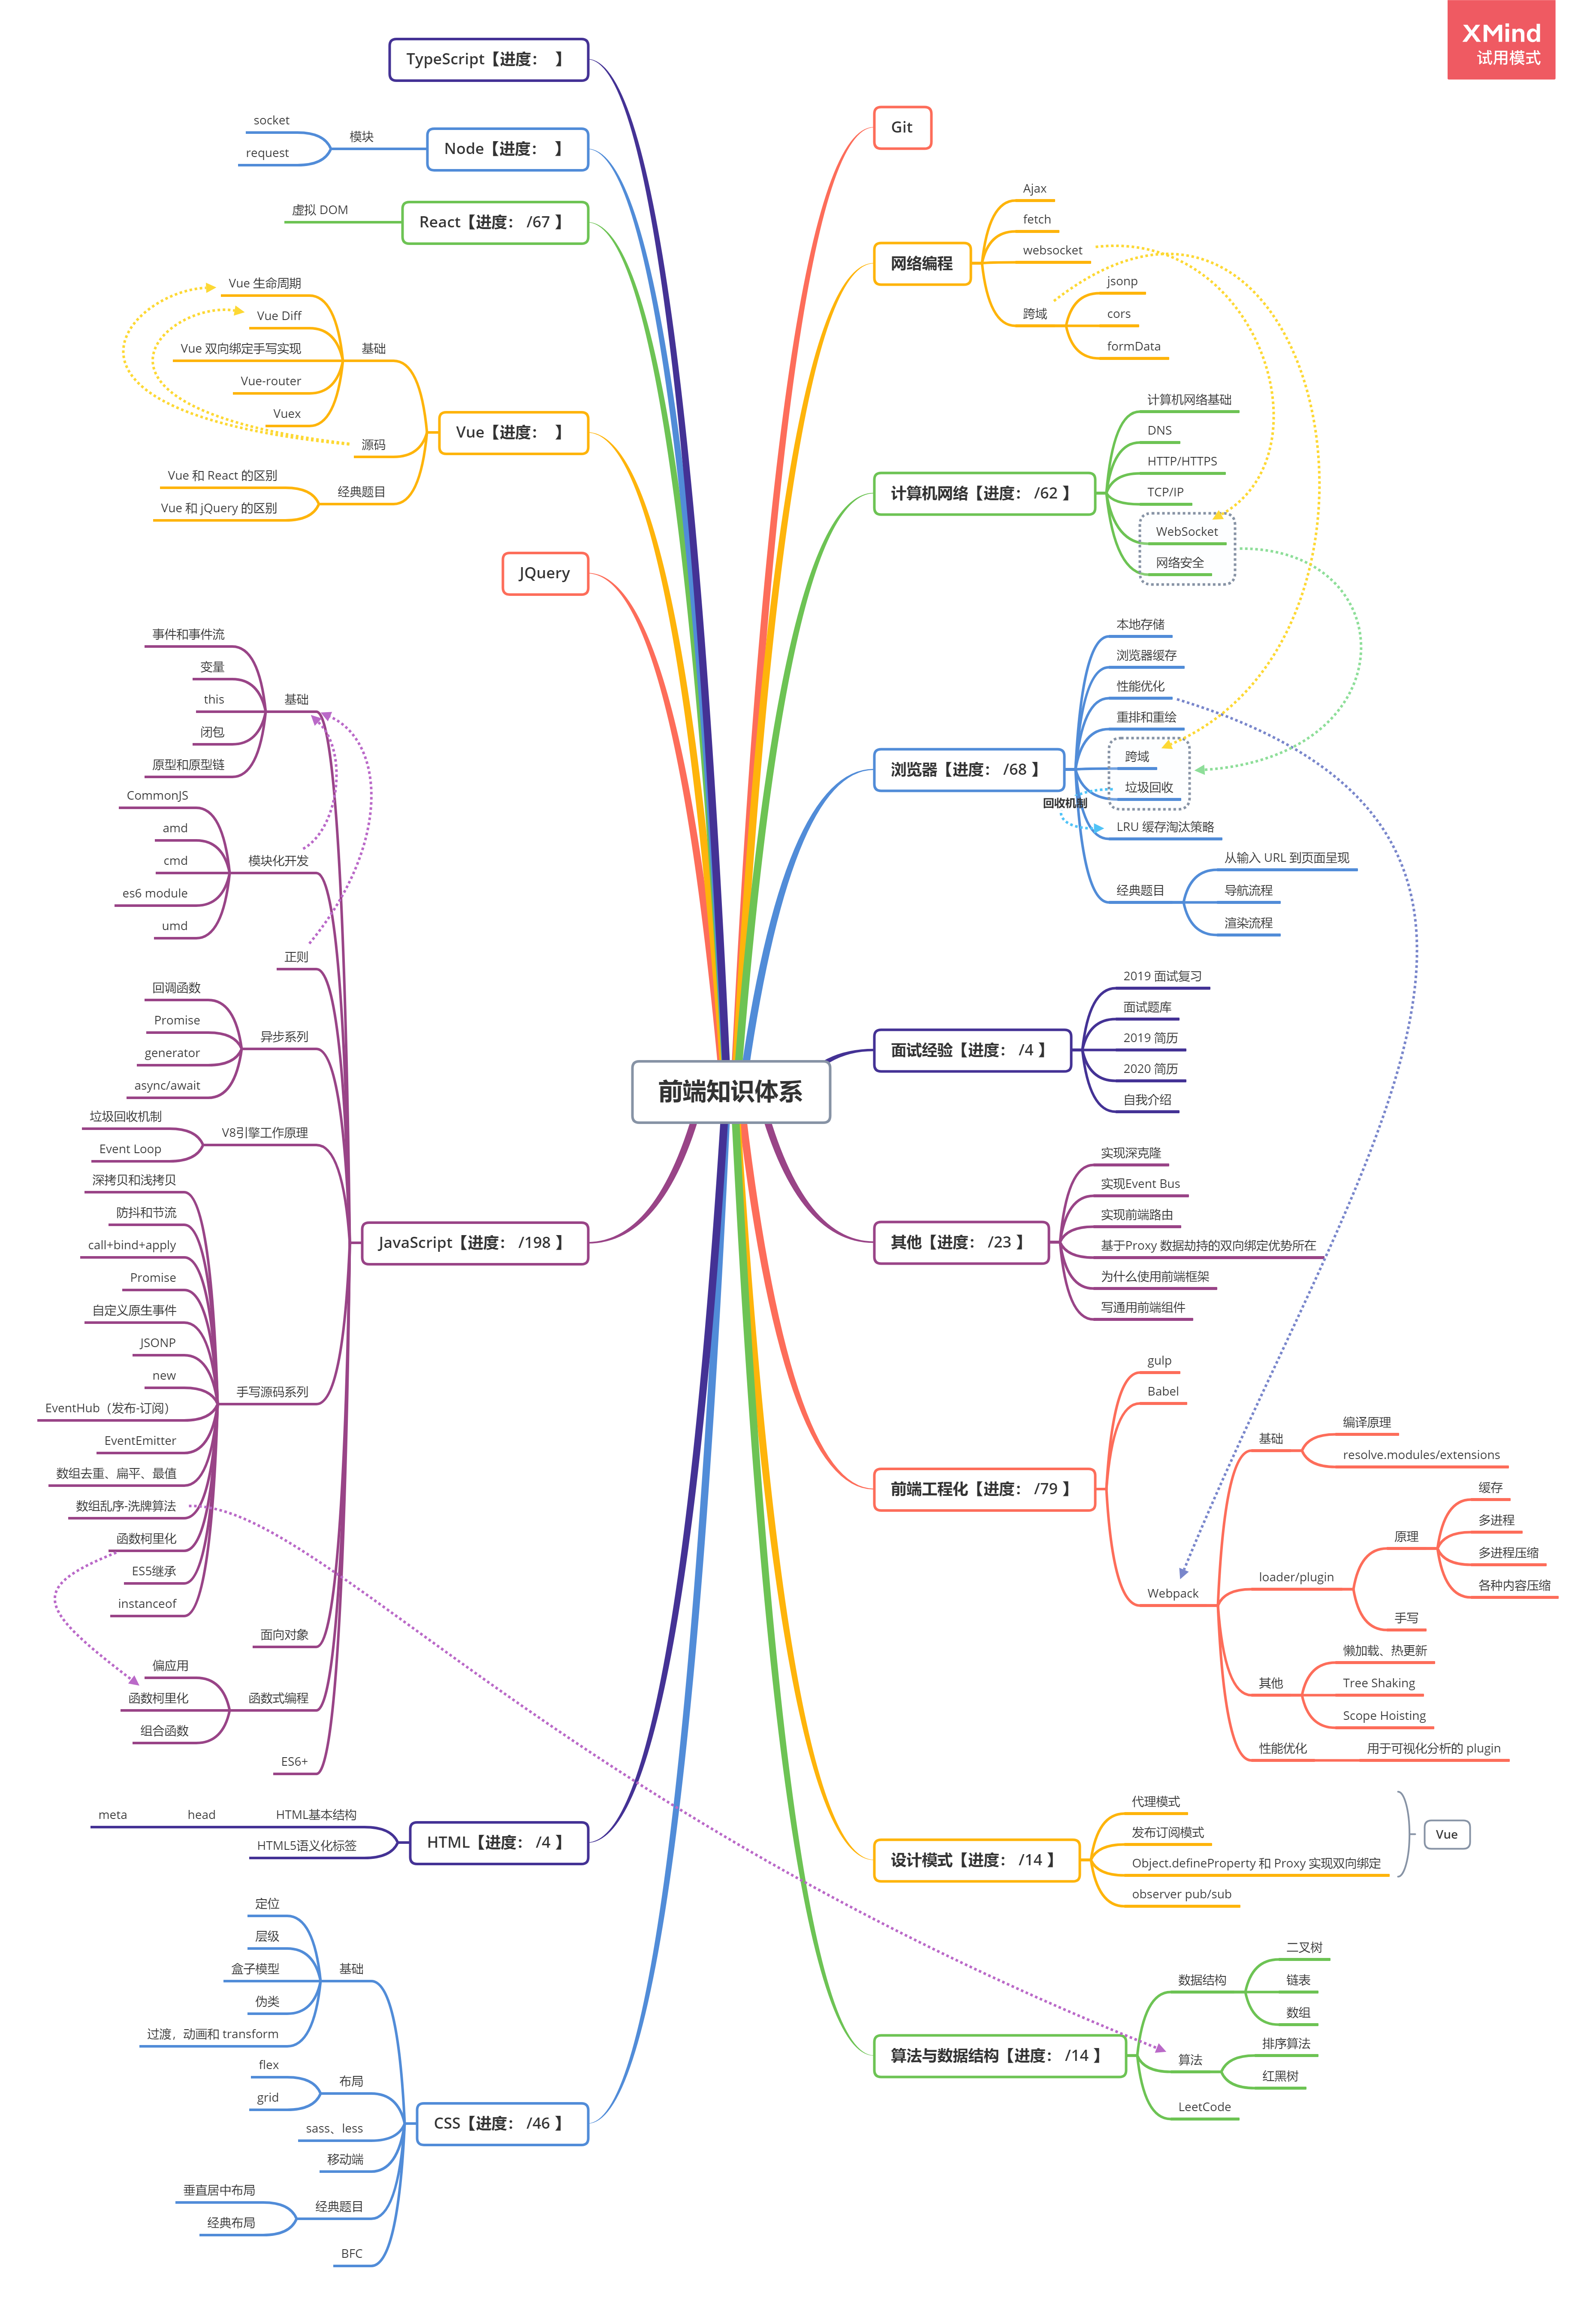 XMind
试用模式
前端知识体系
Git
网络编程
Ajax
fetch
websocket
跨域
jsonp
cors
formData
计算机网络【进度： /62 】
计算机网络基础
DNS
HTTP/HTTPS
TCP/IP
WebSocket
网络安全
浏览器【进度： /68 】
本地存储
浏览器缓存
性能优化
重排和重绘
跨域
垃圾回收
回收机制
LRU 缓存淘汰策略
经典题目
从输入 URL 到页面呈现
导航流程
渲染流程
面试经验【进度： /4 】
2019 面试复习
面试题库
2019 简历
2020 简历
自我介绍
其他【进度： /23 】
实现深克隆
实现Event Bus
实现前端路由
基于Proxy 数据劫持的双向绑定优势所在
为什么使用前端框架
写通用前端组件
前端工程化【进度： /79 】
gulp
Babel
Webpack
基础
编译原理
resolve.modules/extensions
loader/plugin
原理
缓存
多进程
多进程压缩
各种内容压缩
手写
其他
懒加载、热更新
Tree Shaking
Scope Hoisting
性能优化
用于可视化分析的 plugin
设计模式【进度： /14 】
代理模式
发布订阅模式
Object.defineProperty 和 Proxy 实现双向绑定
observer pub/sub
Vue
算法与数据结构【进度： /14 】
数据结构
二叉树
链表
数组
算法
排序算法
红黑树
LeetCode
TypeScript【进度： 】
Node【进度： 】
模块
socket
request
React【进度： /67 】
虚拟 DOM
Vue【进度： 】
基础
Vue 生命周期
Vue Diff
Vue 双向绑定手写实现
Vue-router
Vuex
源码
经典题目
Vue 和 React 的区别
Vue 和 jQuery 的区别
JQuery
JavaScript【进度： /198 】
基础
事件和事件流
变量
this
闭包
原型和原型链
模块化开发
CommonJS
amd
cmd
es6 module
umd
正则
异步系列
回调函数
Promise
generator
async/await
V8引擎工作原理
垃圾回收机制
Event Loop
手写源码系列
深拷贝和浅拷贝
防抖和节流
call+bind+apply
Promise
自定义原生事件
JSONP
new
EventHub（发布-订阅）
EventEmitter
数组去重、扁平、最值
数组乱序-洗牌算法
函数柯里化
ES5继承
instanceof
面向对象
函数式编程
偏应用
函数柯里化
组合函数
ES6+
HTML【进度： /4 】
HTML基本结构
head
meta
HTML5语义化标签
CSS【进度： /46 】
基础
定位
层级
盒子模型
伪类
过渡，动画和 transform
布局
flex
grid
sass、less
移动端
经典题目
垂直居中布局
经典布局
BFC